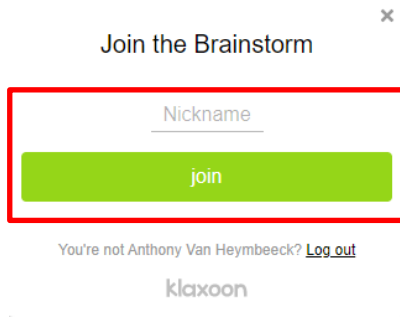 ×
Join the Brainstorm
Nickname
join
You're not Anthony Van Heymbeeck? Log out
klaxoon